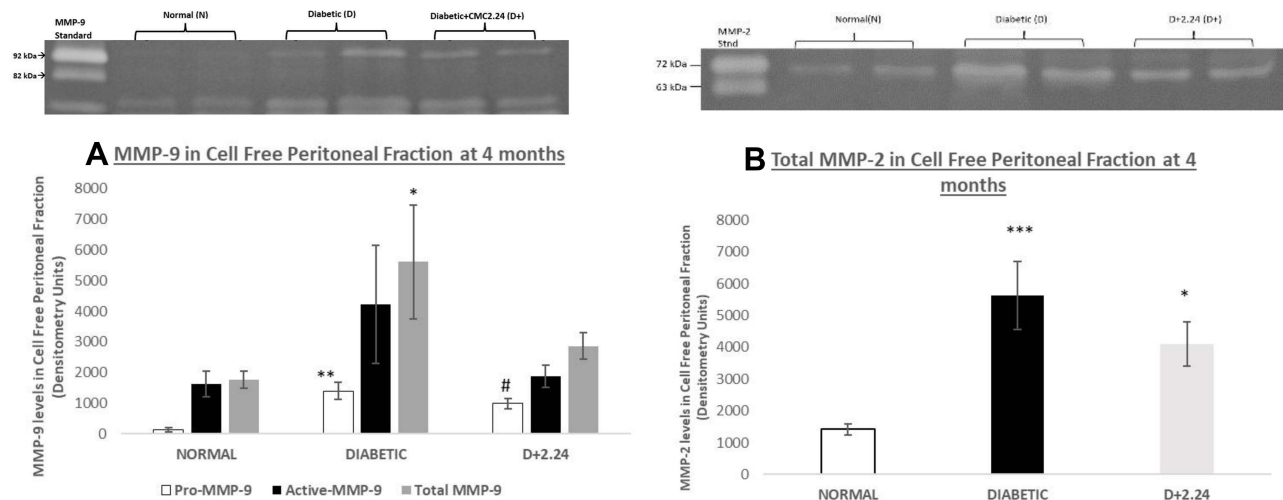 MMP-9
Standard
Normal (N)
Diabetic (D)
Diabetic+CMC2.24 (D+)
92 kDa
82 kDa
A MMP-9 in Cell Free Peritoneal Fraction at 4 months
MMP-9 levels in Cell Free Peritoneal Fraction
(Densitometry Units)
8000
7000
6000
5000
4000
3000
2000
1000
0
**
*
#
NORMAL
DIABETIC
D+2.24
Pro-MMP-9
Active-MMP-9
Total MMP-9
MMP-2
Stnd
Normal(N)
Diabetic (D)
D+2.24 (D+)
72 kDa
63 kDa
B Total MMP-2 in Cell Free Peritoneal Fraction at 4
months
MMP-2 levels in Cell Free Peritoneal Fraction
(Densitometry Units)
8000
7000
6000
5000
4000
3000
2000
1000
0
***
*
NORMAL
DIABETIC
D+2.24